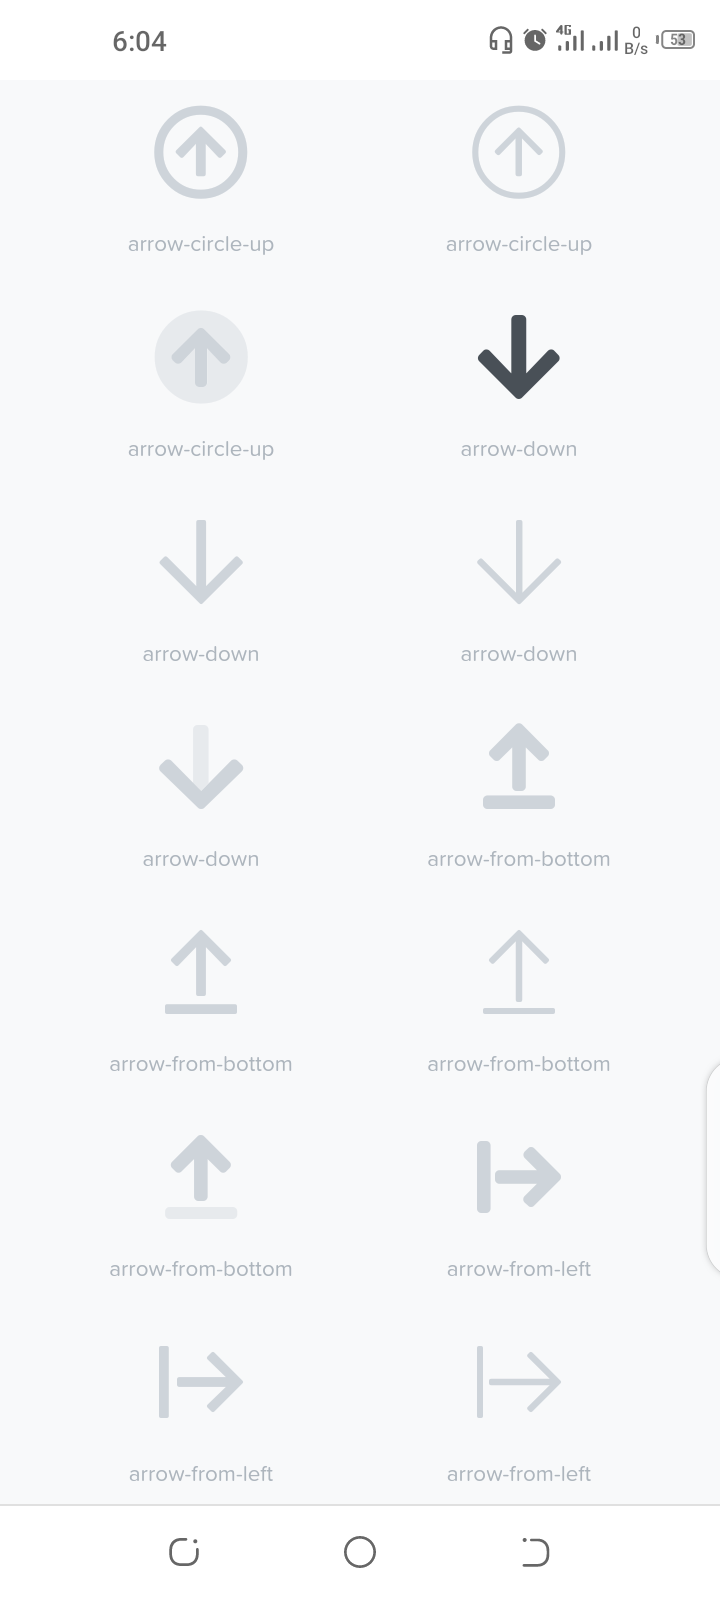 6:04
4G
0
B/s
53
arrow-circle-up
arrow-circle-up
arrow-circle-up
arrow-down
arrow-down
arrow-down
arrow-down
arrow-from-bottom
arrow-from-bottom
arrow-from-bottom
arrow-from-bottom
arrow-from-left
arrow-from-left
arrow-from-left